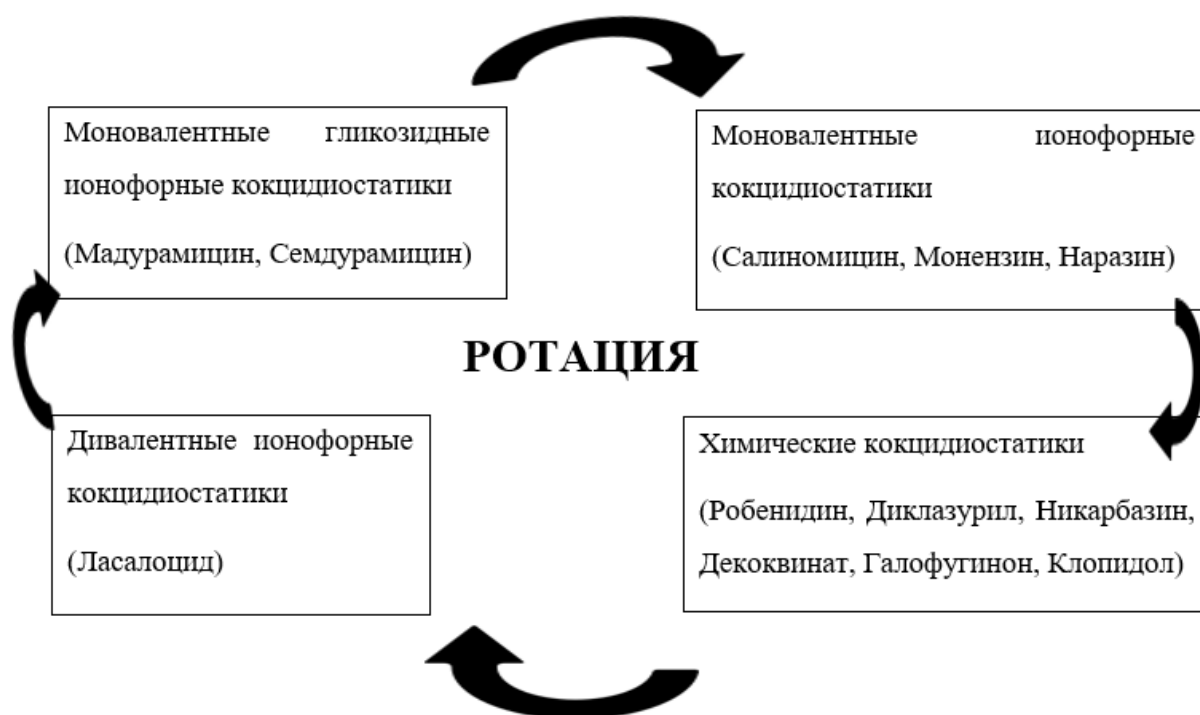 Моновалентные гликозидные
ионофорные кокцидиостатики
(Мадурамицин, Семдурамицин)
Моновалентные ионофорные
кокцидиостатики
(Салиномицин, Монензин, Наразин)
РОТАЦИЯ
Дивалентные ионофорные
кокцидиостатики
(Ласалоцид)
Химические кокцидиостатики
(Робенидин, Диклазурил, Никарбазин,
Декоквинат, Галофугинон, Клопидол)